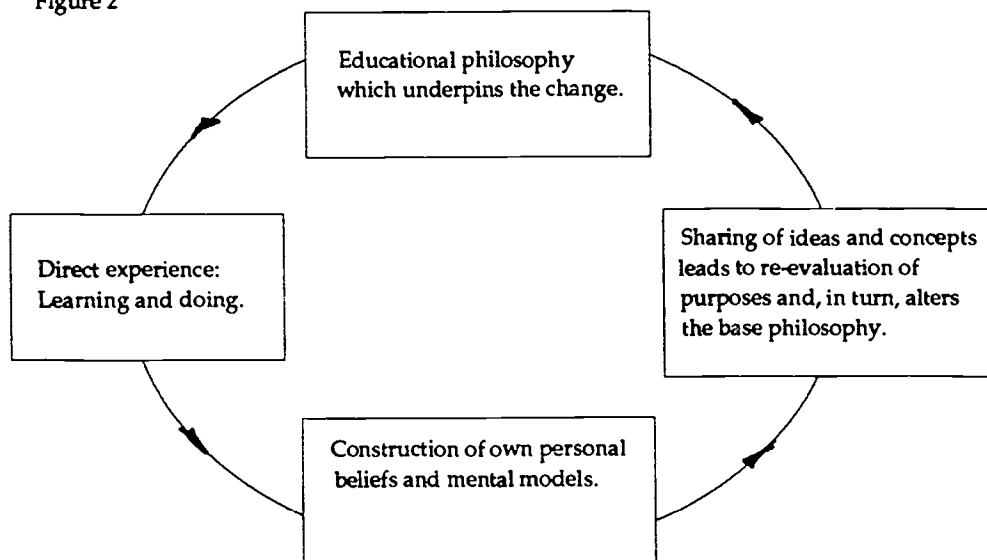 Figure 2
Educational philosophy
which underpins the change.
Direct experience:
Learning and doing.
Sharing of ideas and concepts
leads to re-evaluation of
purposes and, in turn, alters
the base philosophy.
Construction of own personal
beliefs and mental models.